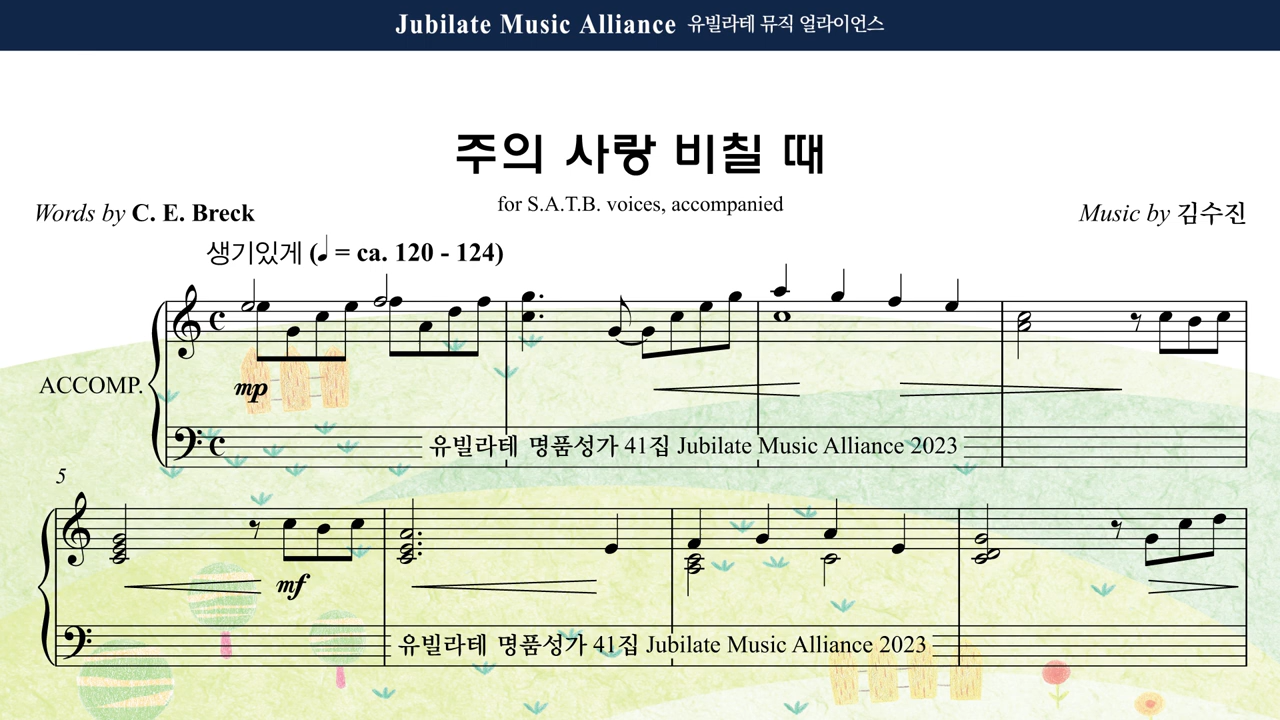 Jubilate Music Alliance 유빌라테 뮤직 얼라이언스
주의 사랑 비칠 때
for S.A.T.B. voices, accompanied
Words by C. E. Breck
Music by 김수진
생기있게 (♩ = ca. 120 - 124)
ACCOMP.
mp
유빌라테 명품성가 41집 Jubilate Music Alliance 2023
5
mf
유빌라테 명품성가 41집 Jubilate Music Alliance 2023